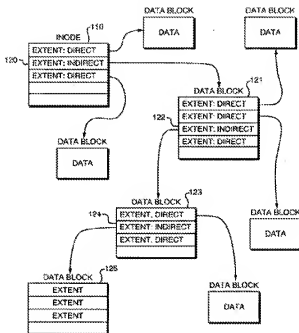 DATA BLOCK
119
INODE
DATA BLOCK
DATA
DATA
120
EXTENT: DIRECT
EXTENT: INDIRECT
EXTENT: DIRECT
DATA BLOCK
121
EXTENT: DIRECT
122
EXTENT: DIRECT
EXTENT: INDIRECT
EXTENT: DIRECT
DATA BLOCK
DATA
DATA BLOCK
123
DATA BLOCK
DATA
124
EXTENT: DIRECT
EXTENT: INDIRECT
EXTENT: DIRECT
DATA BLOCK
125
DATA BLOCK
DATA
EXTENT
EXTENT
EXTENT